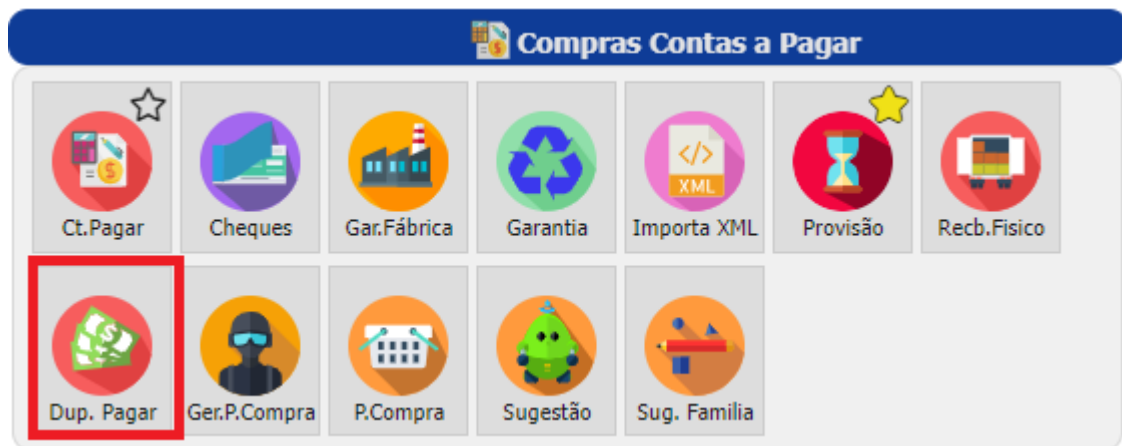 Compras Contas a Pagar
Ct.Pagar
Cheques
Gar.Fábrica
Garantia
XML
Importa XML
Provisão
Recb.Fisico
Dup. Pagar
Ger.P.Compra
P.Compra
Sugestão
Sug. Familia